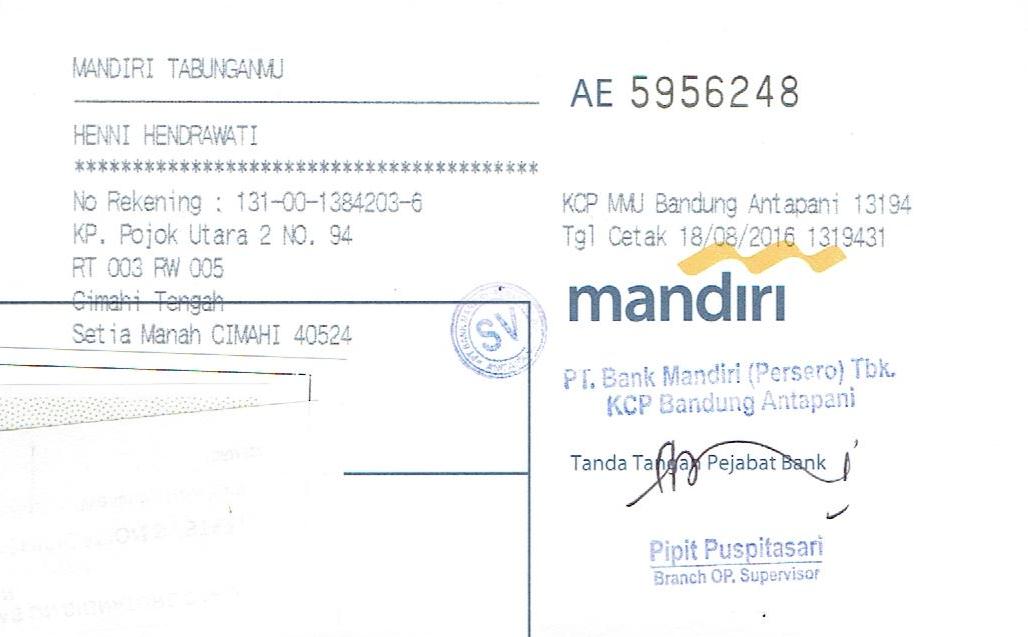 MANDIRI TABUNGANMU
AE 5956248
HENNI HENDRAWATI
****************************************
No Rekening : 131-00-1384203-6
KP. Pojok Utara 2 NO. 94
RT 003 RW 005
Cimahi Tengah
Setia Manah CIMAHI 40524
KCP MMU Bandung Antapani 13194
Tgl Cetak 18/08/2016 1319431
mandiri
SV
PT. Bank Mandiri (Persero) Tbk.
KCP Bandung Antapani
Tanda Tangan Pejabat Bank
Pipit Puspitasari
Branch OP. Supervisor